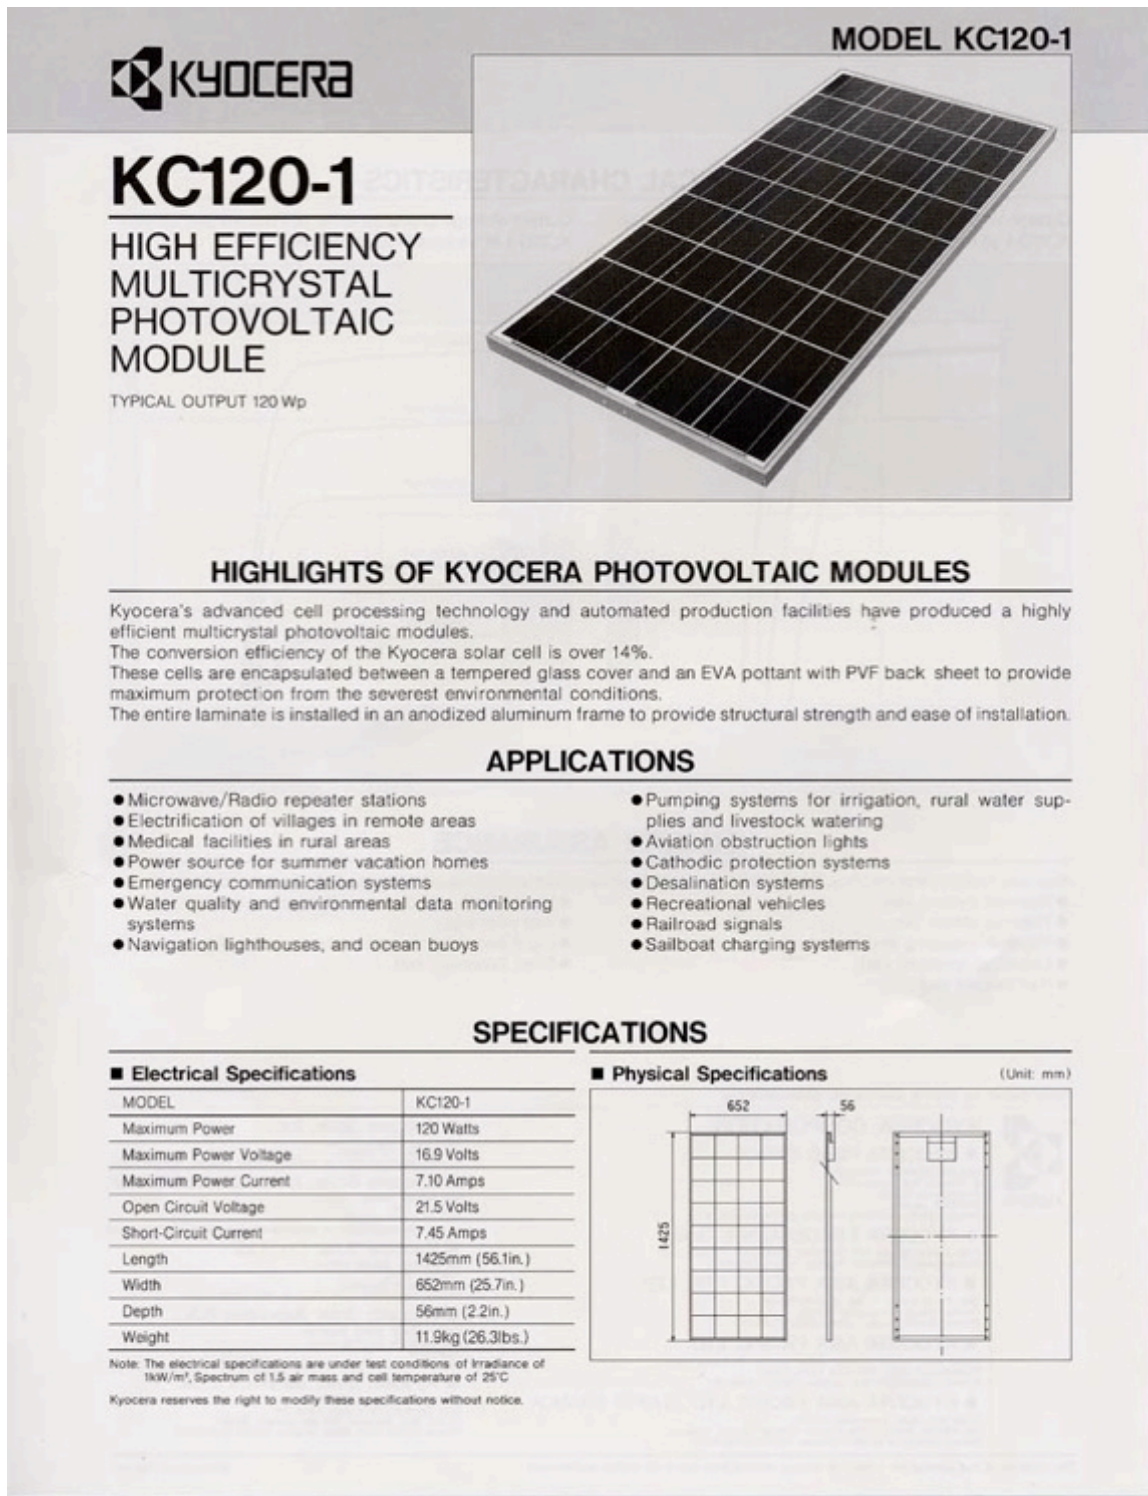 MODEL KC120-1
KYOCERA
KC120-1
HIGH EFFICIENCY
MULTICRYSTAL
PHOTOVOLTAIC
MODULE
TYPICAL OUTPUT 120 Wp
HIGHLIGHTS OF KYOCERA PHOTOVOLTAIC MODULES
Kyocera's advanced cell processing technology and automated production facilities have produced a highly
efficient multicrystal photovoltaic modules.
The conversion efficiency of the Kyocera solar cell is over 14%.
These cells are encapsulated between a tempered glass cover and an EVA pottant with PVF back sheet to provide
maximum protection from the severest environmental conditions.
The entire laminate is installed in an anodized aluminum frame to provide structural strength and ease of installation.
APPLICATIONS
● Microwave/Radio repeater stations
● Electrification of villages in remote areas
● Medical facilities in rural areas
● Power source for summer vacation homes
● Emergency communication systems
● Water quality and environmental data monitoring
systems
● Navigation lighthouses, and ocean buoys
● Pumping systems for irrigation, rural water sup-
plies and livestock watering
● Aviation obstruction lights
● Cathodic protection systems
● Desalination systems
● Recreational vehicles
● Railroad signals
● Sailboat charging systems
SPECIFICATIONS
■ Electrical Specifications
MODEL KC120-1
Maximum Power 120 Watts
Maximum Power Voltage 16.9 Volts
Maximum Power Current 7.10 Amps
Open Circuit Voltage 21.5 Volts
Short-Circuit Current 7.45 Amps
Length 1425mm (56.1in.)
Width 652mm (25.7in.)
Depth 56mm (2.2in.)
Weight 11.9kg (26.3lbs.)
Note: The electrical specifications are under test conditions of Irradiance of
1kW/m², Spectrum of 1.5 air mass and cell temperature of 25°C
Kyocera reserves the right to modify these specifications without notice.
■ Physical Specifications (Unit: mm)
652
56
1425